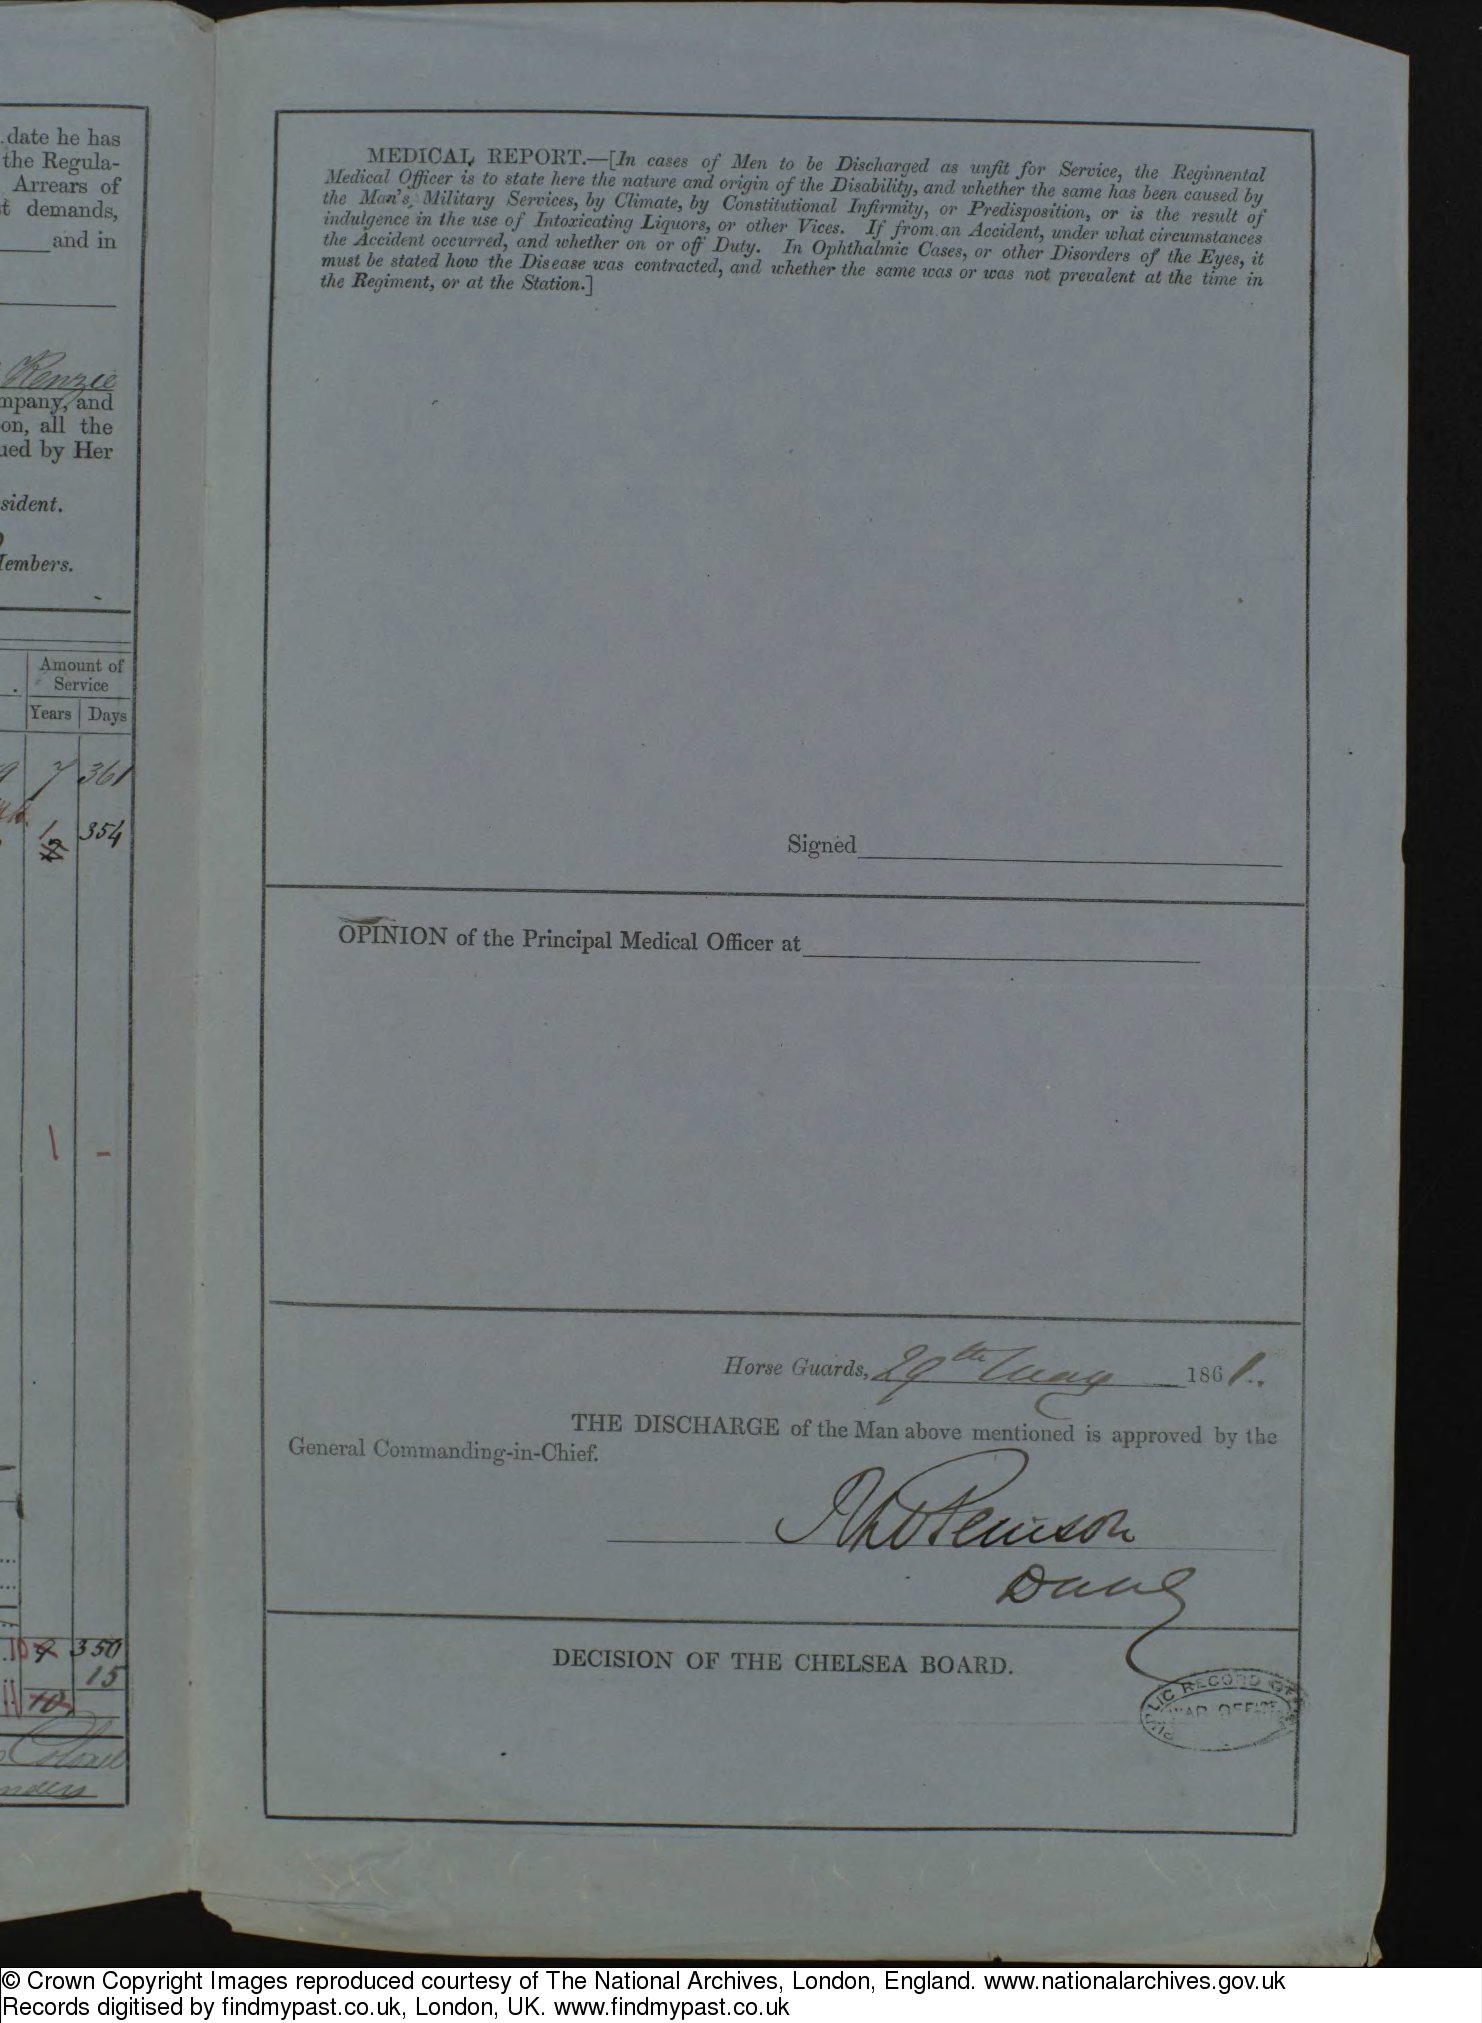 date he has
the Regula-
Arrears of
demands,
and in
Kenzie
mpany, and
on, all the
ued by Her
sident.
Members.
Amount of
Service
Years Days
7 361
1 354
1 -
10 350
15
11
Colonel
MEDICAL REPORT.—[In cases of Men to be Discharged as unfit for Service, the Regimental
Medical Officer is to state here the nature and origin of the Disability, and whether the same has been caused by
the Man's Military Services, by Climate, by Constitutional Infirmity, or Predisposition, or is the result of
indulgence in the use of Intoxicating Liquors, or other Vices. If from an Accident, under what circumstances
the Accident occurred, and whether on or off Duty. In Ophthalmic Cases, or other Disorders of the Eyes, it
must be stated how the Disease was contracted, and whether the same was or was not prevalent at the time in
the Regiment, or at the Station.]
Signed
OPINION of the Principal Medical Officer at
Horse Guards, 29th May 1861.
THE DISCHARGE of the Man above mentioned is approved by the
General Commanding-in-Chief.
DECISION OF THE CHELSEA BOARD.
PUBLIC RECORD OF
WAR OFFICE
© Crown Copyright Images reproduced courtesy of The National Archives, London, England. www.nationalarchives.gov.uk
Records digitised by findmypast.co.uk, London, UK. www.findmypast.co.uk